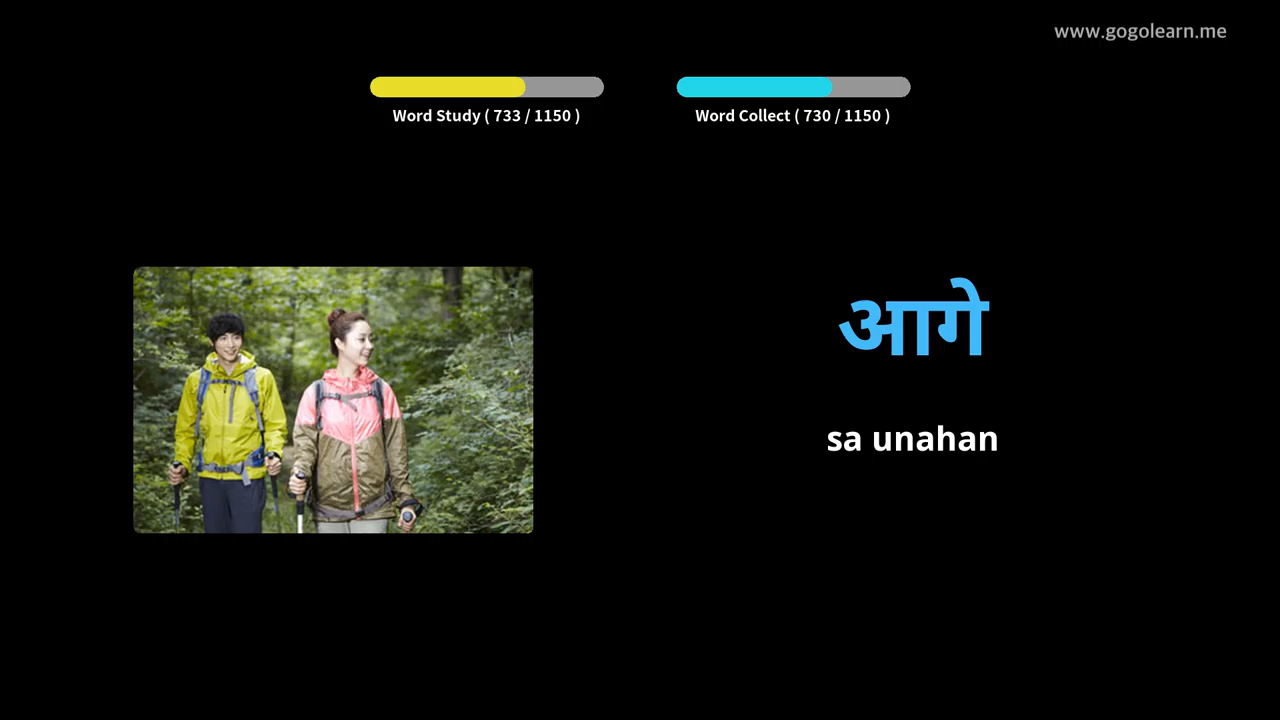 www.gogolearn.me
Word Study ( 733 / 1150 )
Word Collect ( 730 / 1150 )
आगे
sa unahan